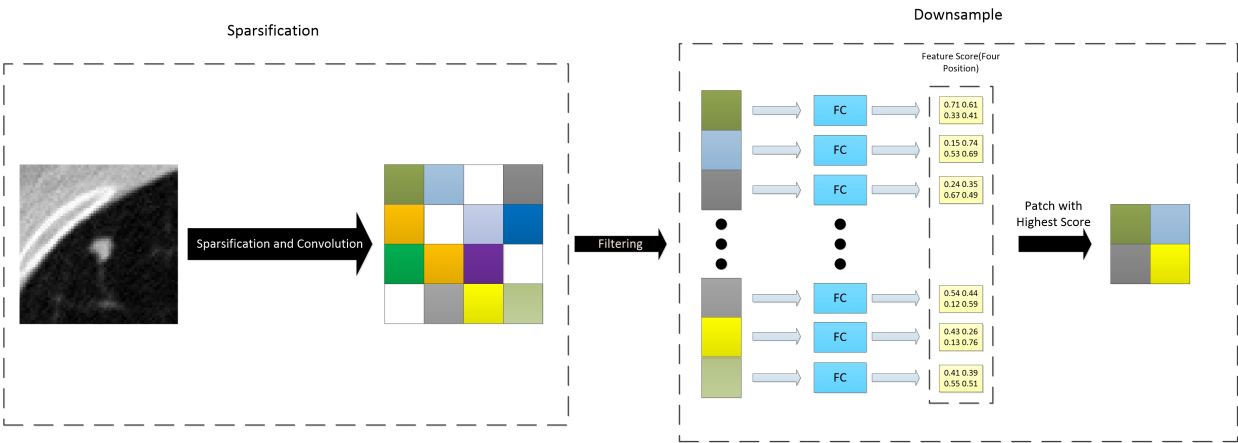 Sparsification
Downsample
Sparsification and Convolution
Filtering
Feature Score(Four
Position)
FC
0.71 0.61
0.33 0.41
FC
0.15 0.74
0.53 0.69
FC
0.24 0.35
0.67 0.49
FC
0.54 0.44
0.12 0.59
FC
0.43 0.26
0.13 0.76
FC
0.41 0.39
0.55 0.51
Patch with
Highest Score